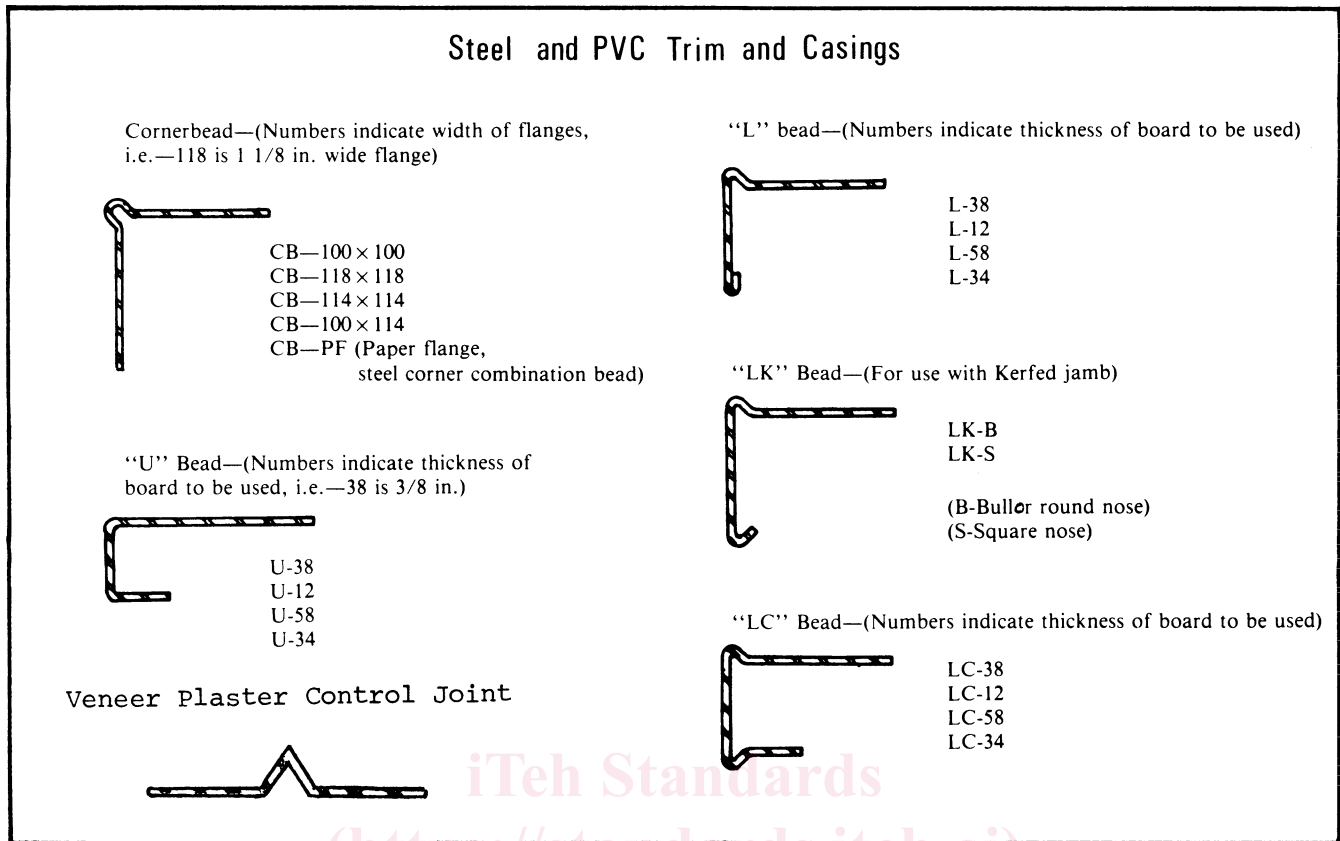 Steel and PVC Trim and Casings
Cornerbead—(Numbers indicate width of flanges,
i.e.—118 is 1 1/8 in. wide flange)
CB—100 × 100
CB—118 × 118
CB—114 × 114
CB—100 × 114
CB—PF (Paper flange,
steel corner combination bead)
“U” Bead—(Numbers indicate thickness of
board to be used, i.e.—38 is 3/8 in.)
U-38
U-12
U-58
U-34
Veneer Plaster Control Joint
“L” bead—(Numbers indicate thickness of board to be used)
L-38
L-12
L-58
L-34
“LK” Bead—(For use with Kerfed jamb)
LK-B
LK-S
(B-Bullor round nose)
(S-Square nose)
“LC” Bead—(Numbers indicate thickness of board to be used)
LC-38
LC-12
LC-58
LC-34
iTeh Standards